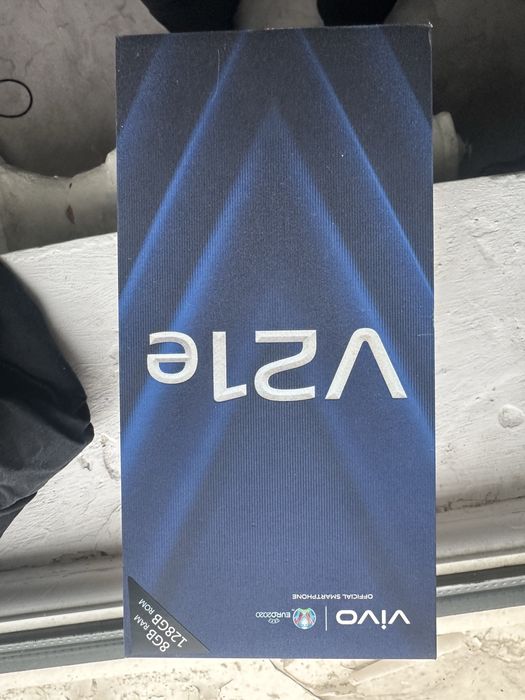 8GB RAM
128GB ROM
vivo
EURO2020
OFFICIAL SMARTPHONE
V21e